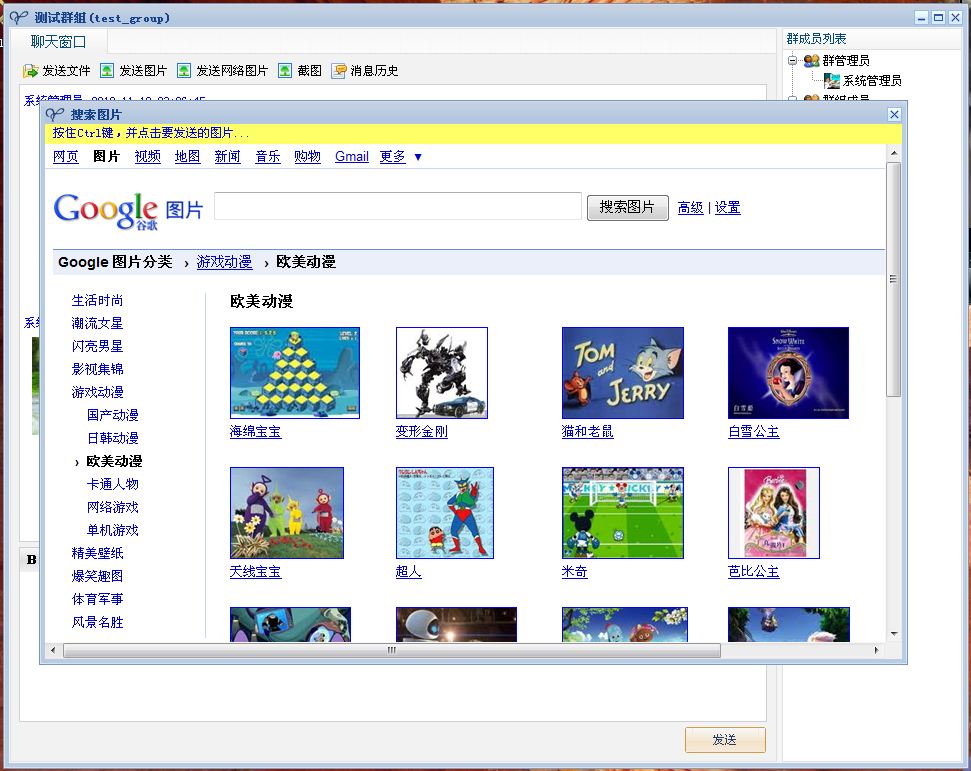 测试群组(test_group)
聊天窗口
群成员列表
发送文件 发送图片 发送网络图片 截图 消息历史
群管理员
系统管理员
系统管理员
搜索图片
按住Ctrl键，并点击要发送的图片...
网页 图片 视频 地图 新闻 音乐 购物 Gmail 更多 ▼
Google 谷歌 图片
搜索图片
高级 | 设置
Google 图片分类 › 游戏动漫 › 欧美动漫
生活时尚
潮流女星
闪亮男星
影视集锦
游戏动漫
国产动漫
日韩动漫
› 欧美动漫
卡通人物
网络游戏
单机游戏
精美壁纸
爆笑趣图
体育军事
风景名胜
欧美动漫
TOM and JERRY
SNOW WHITE
白雪公主
海绵宝宝 变形金刚 猫和老鼠 白雪公主
Barbie
天线宝宝 超人 米奇 芭比公主
B
发送